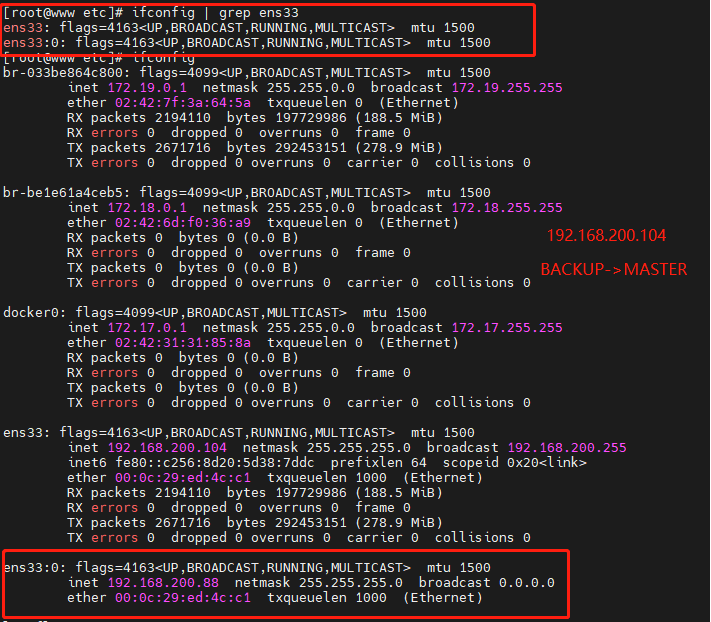 [root@www etc]# ifconfig | grep ens33
ens33: flags=4163<UP,BROADCAST,RUNNING,MULTICAST>  mtu 1500
ens33:0: flags=4163<UP,BROADCAST,RUNNING,MULTICAST>  mtu 1500
[root@www etc]# ifconfig
br-033be864c800: flags=4099<UP,BROADCAST,MULTICAST>  mtu 1500
inet 172.19.0.1  netmask 255.255.0.0  broadcast 172.19.255.255
ether 02:42:7f:3a:64:5a  txqueuelen 0  (Ethernet)
RX packets 2194110  bytes 197729986 (188.5 MiB)
RX errors 0  dropped 0  overruns 0  frame 0
TX packets 2671716  bytes 292453151 (278.9 MiB)
TX errors 0  dropped 0 overruns 0  carrier 0  collisions 0
br-be1e61a4ceb5: flags=4099<UP,BROADCAST,MULTICAST>  mtu 1500
inet 172.18.0.1  netmask 255.255.0.0  broadcast 172.18.255.255
ether 02:42:6d:f0:36:a9  txqueuelen 0  (Ethernet)
RX packets 0  bytes 0 (0.0 B)
192.168.200.104
RX errors 0  dropped 0  overruns 0  frame 0
TX packets 0  bytes 0 (0.0 B)
BACKUP->MASTER
TX errors 0  dropped 0 overruns 0  carrier 0  collisions 0
docker0: flags=4099<UP,BROADCAST,MULTICAST>  mtu 1500
inet 172.17.0.1  netmask 255.255.0.0  broadcast 172.17.255.255
ether 02:42:31:31:85:8a  txqueuelen 0  (Ethernet)
RX packets 0  bytes 0 (0.0 B)
RX errors 0  dropped 0  overruns 0  frame 0
TX packets 0  bytes 0 (0.0 B)
TX errors 0  dropped 0 overruns 0  carrier 0  collisions 0
ens33: flags=4163<UP,BROADCAST,RUNNING,MULTICAST>  mtu 1500
inet 192.168.200.104  netmask 255.255.255.0  broadcast 192.168.200.255
inet6 fe80::c256:8d20:5d38:7ddc  prefixlen 64  scopeid 0x20<link>
ether 00:0c:29:ed:4c:c1  txqueuelen 1000  (Ethernet)
RX packets 2194110  bytes 197729986 (188.5 MiB)
RX errors 0  dropped 0  overruns 0  frame 0
TX packets 2671716  bytes 292453151 (278.9 MiB)
TX errors 0  dropped 0 overruns 0  carrier 0  collisions 0
ens33:0: flags=4163<UP,BROADCAST,RUNNING,MULTICAST>  mtu 1500
inet 192.168.200.88  netmask 255.255.255.0  broadcast 0.0.0.0
ether 00:0c:29:ed:4c:c1  txqueuelen 1000  (Ethernet)